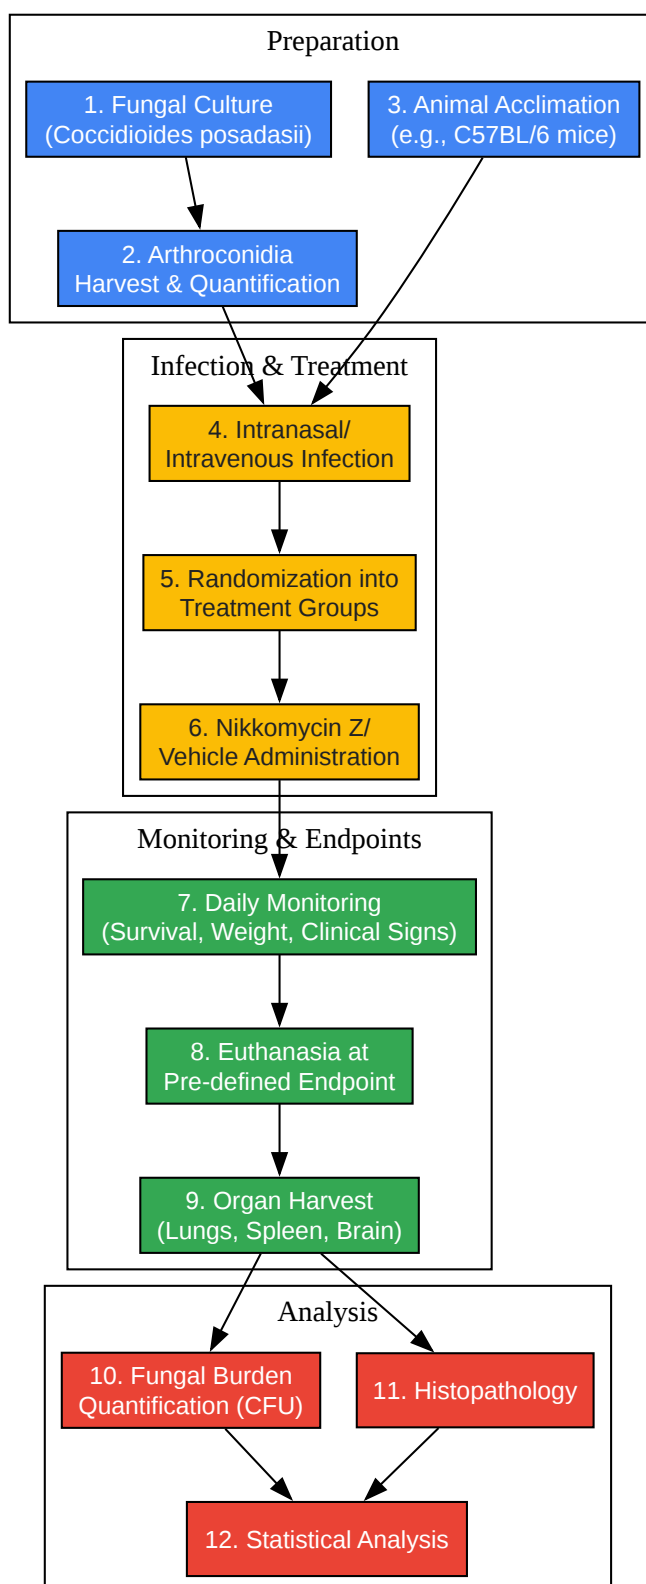 Preparation
1. Fungal Culture
(Coccidioides posadasii)
3. Animal Acclimation
(e.g., C57BL/6 mice)
2. Arthroconidia
Harvest & Quantification
Infection & Treatment
4. Intranasal/
Intravenous Infection
5. Randomization into
Treatment Groups
6. Nikkomycin Z/
Vehicle Administration
Monitoring & Endpoints
7. Daily Monitoring
(Survival, Weight, Clinical Signs)
8. Euthanasia at
Pre-defined Endpoint
9. Organ Harvest
(Lungs, Spleen, Brain)
Analysis
10. Fungal Burden
Quantification (CFU)
11. Histopathology
12. Statistical Analysis